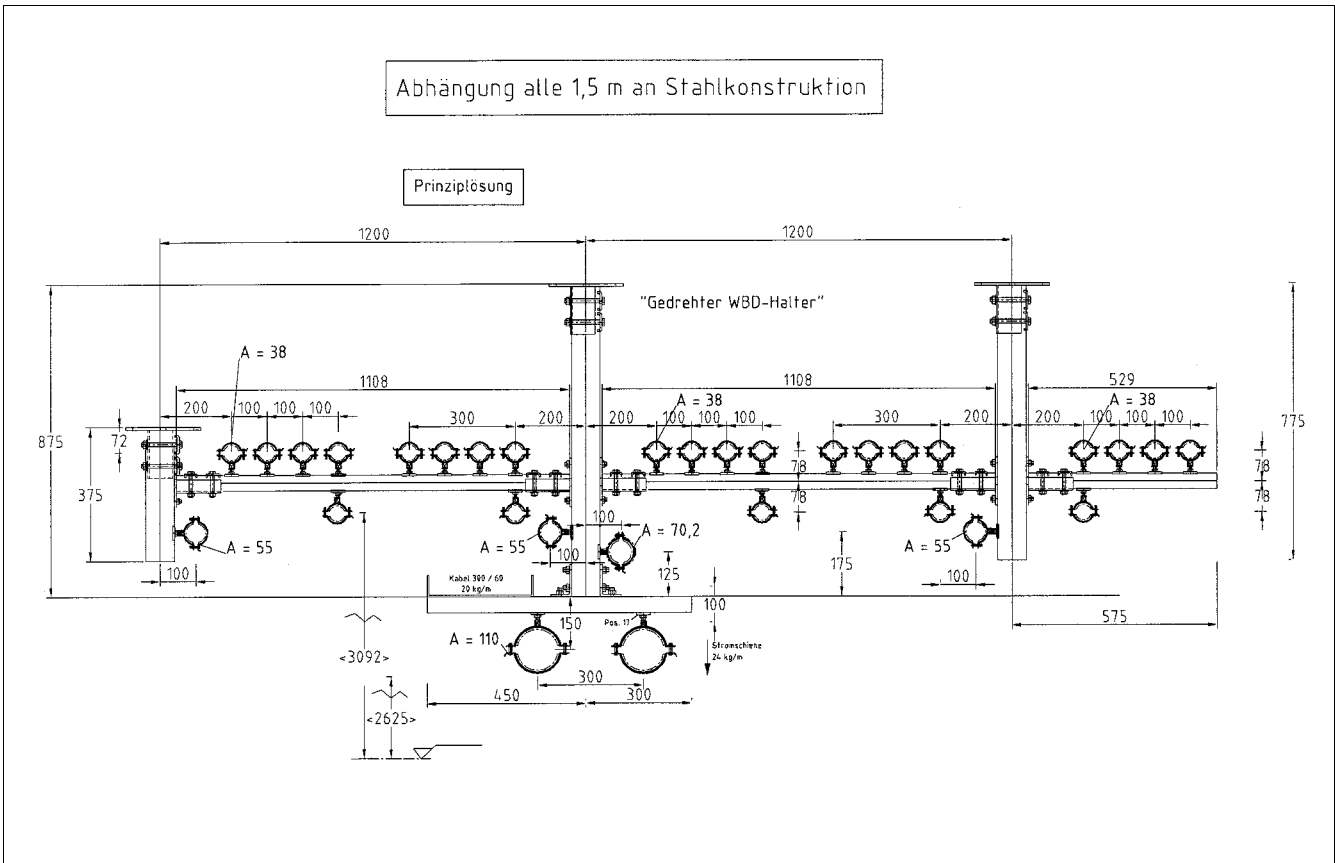 Abhängung alle 1,5 m an Stahlkonstruktion
Prinziplösung
1200
1200
"Gedrehter WBD-Halter"
A = 38
1108
1108
529
A = 38
A = 38
200
100
100
100
300
200
200
100
100
100
300
200
200
100
100
100
875
72
375
775
78
78
78
78
A = 55
100
A = 55
100
100
A = 70,2
125
175
A = 55
100
Kabel 300 / 60
20 kg/m
150
Pos. 17
100
575
A = 110
Stromschiene
24 kg/m
<3092>
300
450
300
<2625>